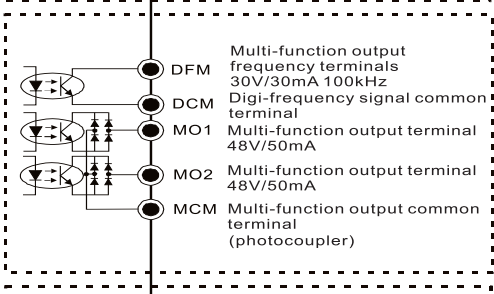 DFM Multi-function output
frequency terminals
30V/30mA 100kHz
DCM Digi-frequency signal common
terminal
MO1 Multi-function output terminal
48V/50mA
MO2 Multi-function output terminal
48V/50mA
MCM Multi-function output common
terminal
(photocoupler)